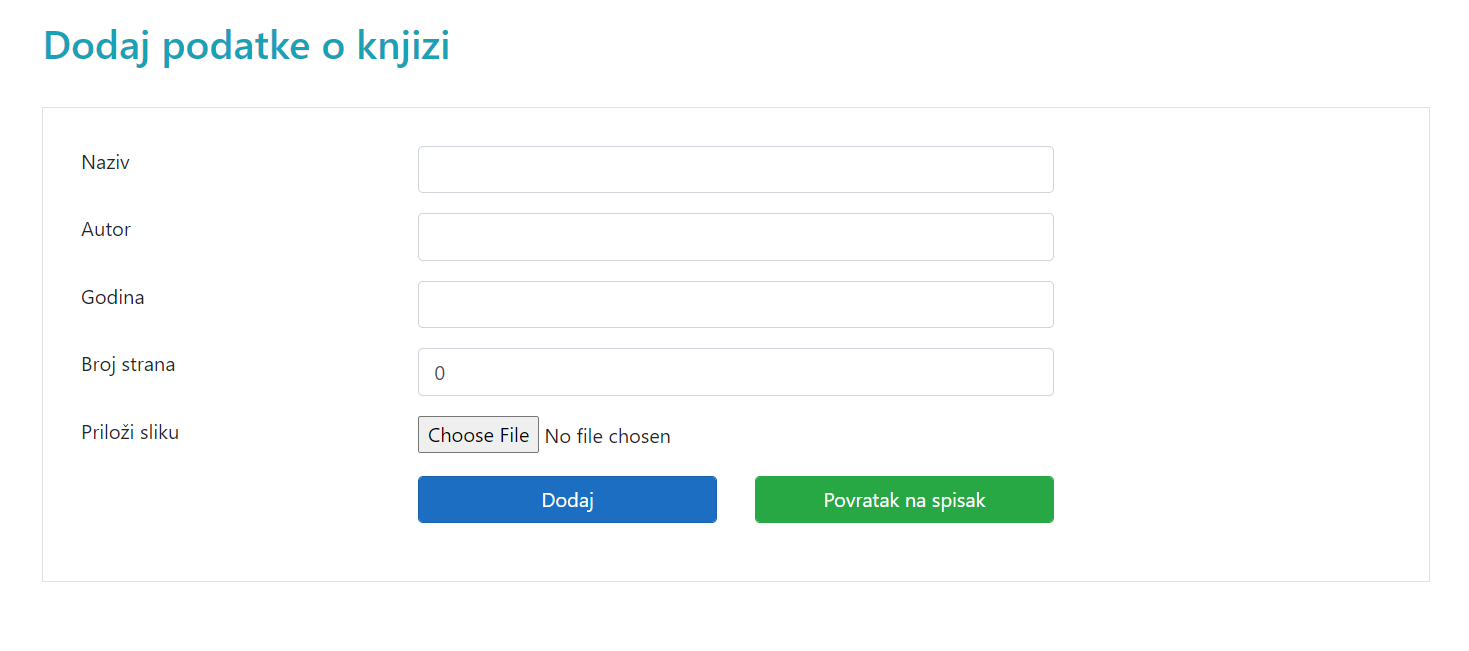 Dodaj podatke o knjizi
Naziv
Autor
Godina
Broj strana
0
Priloži sliku
Choose File No file chosen
Dodaj
Povratak na spisak